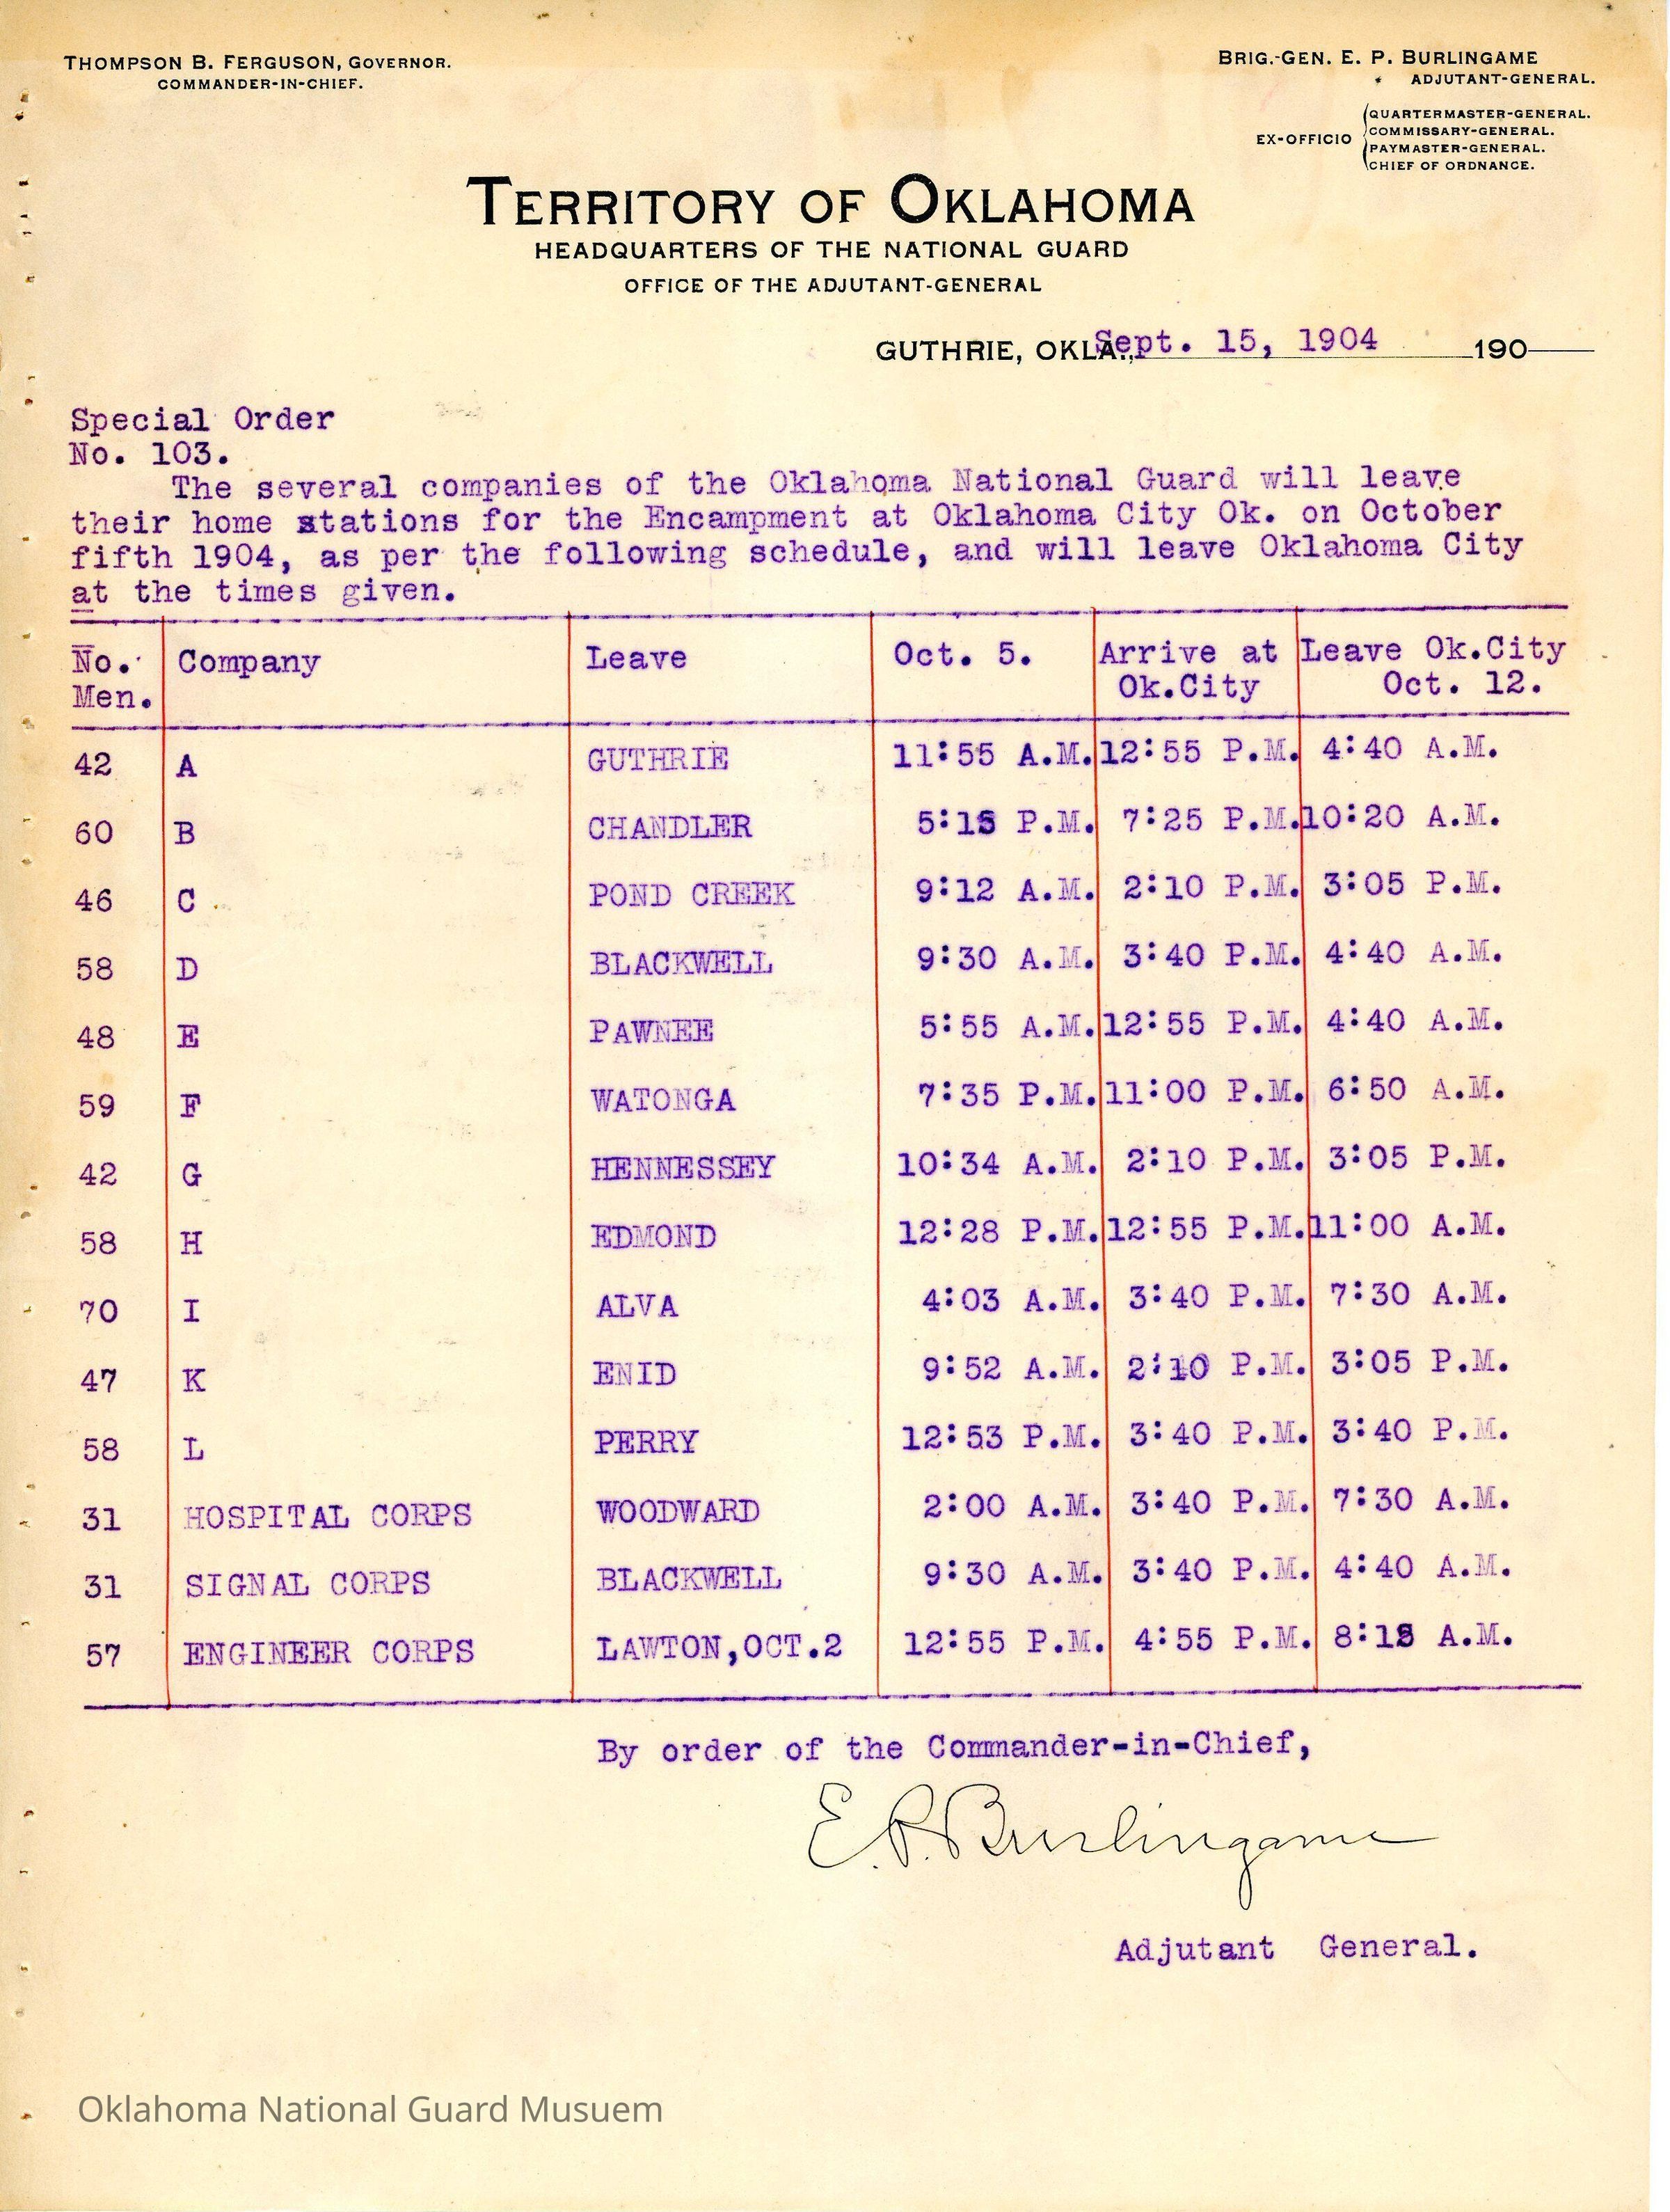 THOMPSON B. FERGUSON, GOVERNOR.
COMMANDER-IN-CHIEF.
BRIG.-GEN. E. P. BURLINGAME
ADJUTANT-GENERAL.
EX-OFFICIO
QUARTERMASTER-GENERAL.
COMMISSARY-GENERAL.
PAYMASTER-GENERAL.
CHIEF OF ORDNANCE.
TERRITORY OF OKLAHOMA
HEADQUARTERS OF THE NATIONAL GUARD
OFFICE OF THE ADJUTANT-GENERAL
GUTHRIE, OKLA., Sept. 15, 1904 190
Special Order
No. 103.
The several companies of the Oklahoma National Guard will leave
their home stations for the Encampment at Oklahoma City Ok. on October
fifth 1904, as per the following schedule, and will leave Oklahoma City
at the times given.
No. Company Leave Oct. 5. Arrive at Leave Ok.City
Men. Ok.City Oct. 12.
42 A GUTHRIE 11:55 A.M. 12:55 P.M. 4:40 A.M.
60 B CHANDLER 5:15 P.M. 7:25 P.M. 10:20 A.M.
46 C POND CREEK 9:12 A.M. 2:10 P.M. 3:05 P.M.
58 D BLACKWELL 9:30 A.M. 3:40 P.M. 4:40 A.M.
48 E PAWNEE 5:55 A.M. 12:55 P.M. 4:40 A.M.
59 F WATONGA 7:35 P.M. 11:00 P.M. 6:50 A.M.
42 G HENNESSEY 10:34 A.M. 2:10 P.M. 3:05 P.M.
58 H EDMOND 12:28 P.M. 12:55 P.M. 11:00 A.M.
70 I ALVA 4:03 A.M. 3:40 P.M. 7:30 A.M.
47 K ENID 9:52 A.M. 2:10 P.M. 3:05 P.M.
58 L PERRY 12:53 P.M. 3:40 P.M. 3:40 P.M.
31 HOSPITAL CORPS WOODWARD 2:00 A.M. 3:40 P.M. 7:30 A.M.
31 SIGNAL CORPS BLACKWELL 9:30 A.M. 3:40 P.M. 4:40 A.M.
57 ENGINEER CORPS LAWTON,OCT.2 12:55 P.M. 4:55 P.M. A.M.
By order of the Commander-in-Chief,
E.P. Burlingame
Adjutant General.
Oklahoma National Guard Musuem